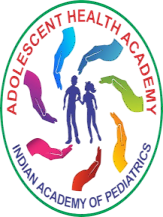 ADOLESCENT HEALTH ACADEMY
INDIAN ACADEMY OF PEDIATRICS